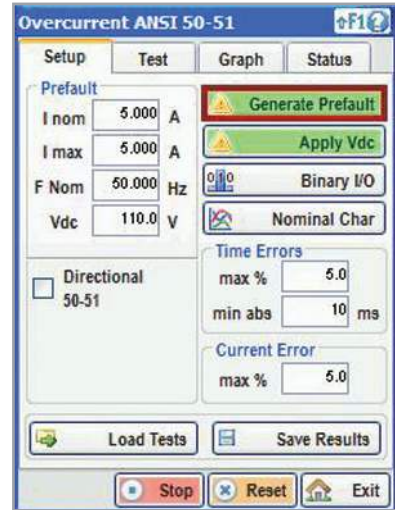 Overcurrent ANSI 50-51 F1
Setup Test Graph Status
Prefault
I nom 5.000 A
I max 5.000 A
F Nom 50.000 Hz
Vdc 110.0 V
Directional
50-51
Generate Prefault
Apply Vdc
Binary I/O
Nominal Char
Time Errors
max % 5.0
min abs 10 ms
Current Error
max % 5.0
Load Tests Save Results
Stop Reset Exit